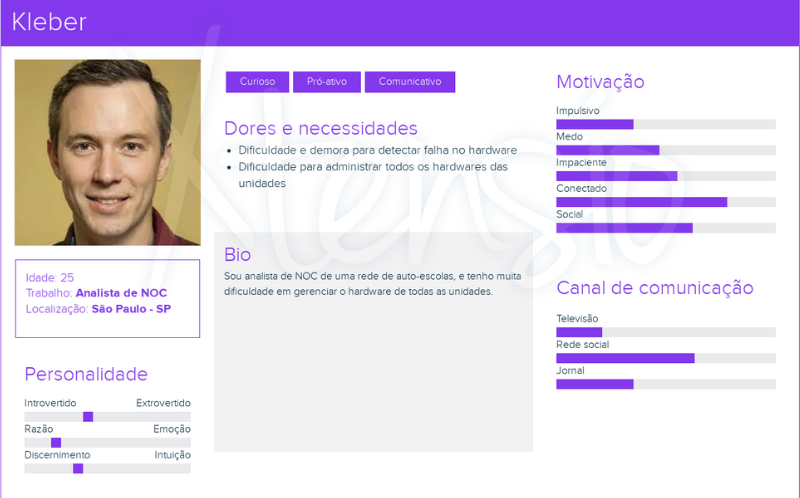 Kleber
Curioso
Pró-ativo
Comunicativo
Dores e necessidades
Dificuldade e demora para detectar falha no hardware
Dificuldade para administrar todos os hardwares das
unidades
Bio
Sou analista de NOC de uma rede de auto-escolas, e tenho muita
dificuldade em gerenciar o hardware de todas as unidades.
Idade: 25
Trabalho: Analista de NOC
Localização: São Paulo - SP
Personalidade
Introvertido Extrovertido
Razão Emoção
Discernimento Intuição
Motivação
Impulsivo
Medo
Impaciente
Conectado
Social
Canal de comunicação
Televisão
Rede social
Jornal
Xtensio